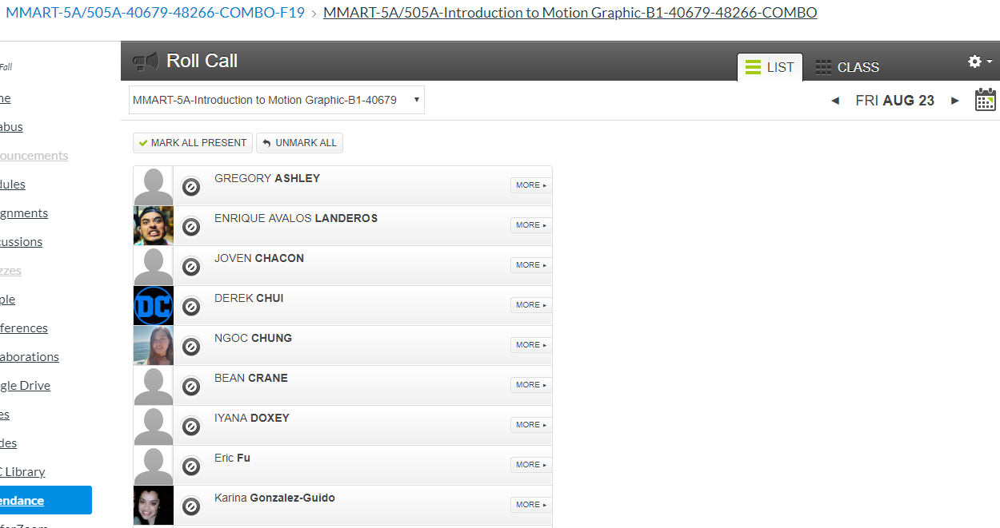 MMART-5A/505A-40679-48266-COMBO-F19 › MMART-5A/505A-Introduction to Motion Graphic-B1-40679-48266-COMBO
Fall
Roll Call
LIST
CLASS
MMART-5A-Introduction to Motion Graphic-B1-40679
FRI AUG 23
MARK ALL PRESENT
UNMARK ALL
GREGORY ASHLEY
MORE
ENRIQUE AVALOS LANDEROS
MORE
JOVEN CHACON
MORE
DEREK CHUI
MORE
DC
NGOC CHUNG
MORE
BEAN CRANE
MORE
IYANA DOXEY
MORE
Eric Fu
MORE
Karina Gonzalez-Guido
MORE
me
abus
ouncements
dules
gnments
cussions
zzes
ple
ferences
aborations
gle Drive
es
des
C Library
endance